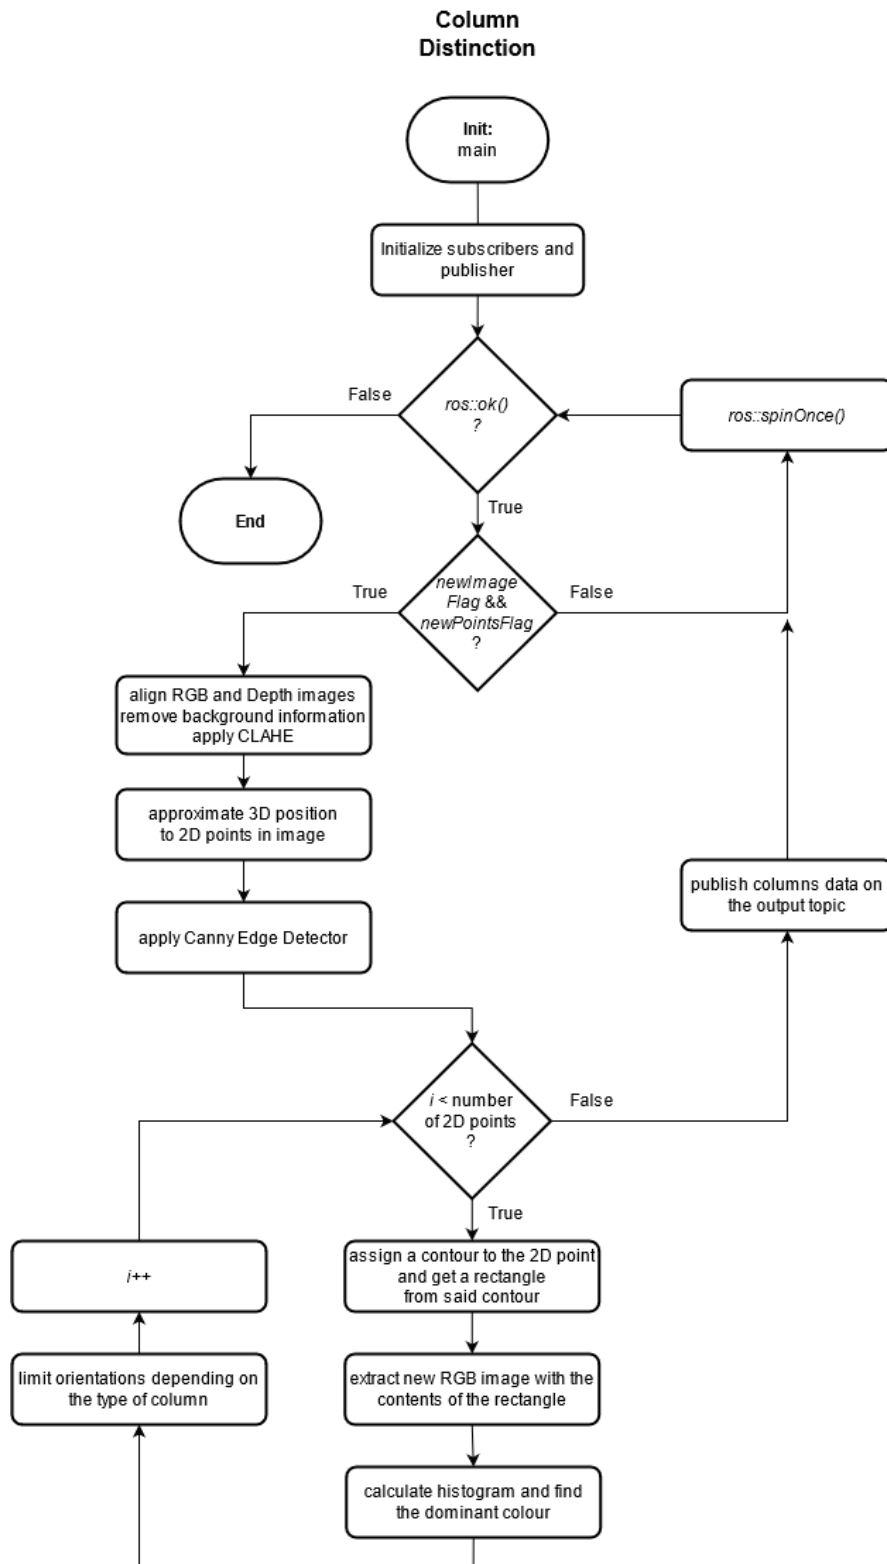 Column
Distinction
Init:
main
Initialize subscribers and
publisher
False
ros::ok()
?
ros::spinOnce()
End
True
True
newImage
Flag &&
newPointsFlag
?
False
align RGB and Depth images
remove background information
apply CLAHE
approximate 3D position
to 2D points in image
publish columns data on
the output topic
apply Canny Edge Detector
i < number
of 2D points
?
False
True
i++
assign a contour to the 2D point
and get a rectangle
from said contour
limit orientations depending on
the type of column
extract new RGB image with the
contents of the rectangle
calculate histogram and find
the dominant colour